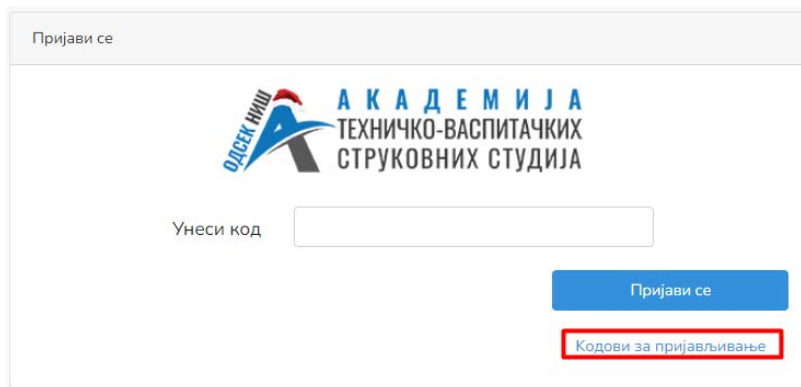 Пријави се
ОДСЕК НИШ
АКАДЕМИЈА
ТЕХНИЧКО-ВАСПИТАЧКИХ
СТРУКОВНИХ СТУДИЈА
Унеси код
Пријави се
Кодови за пријављивање